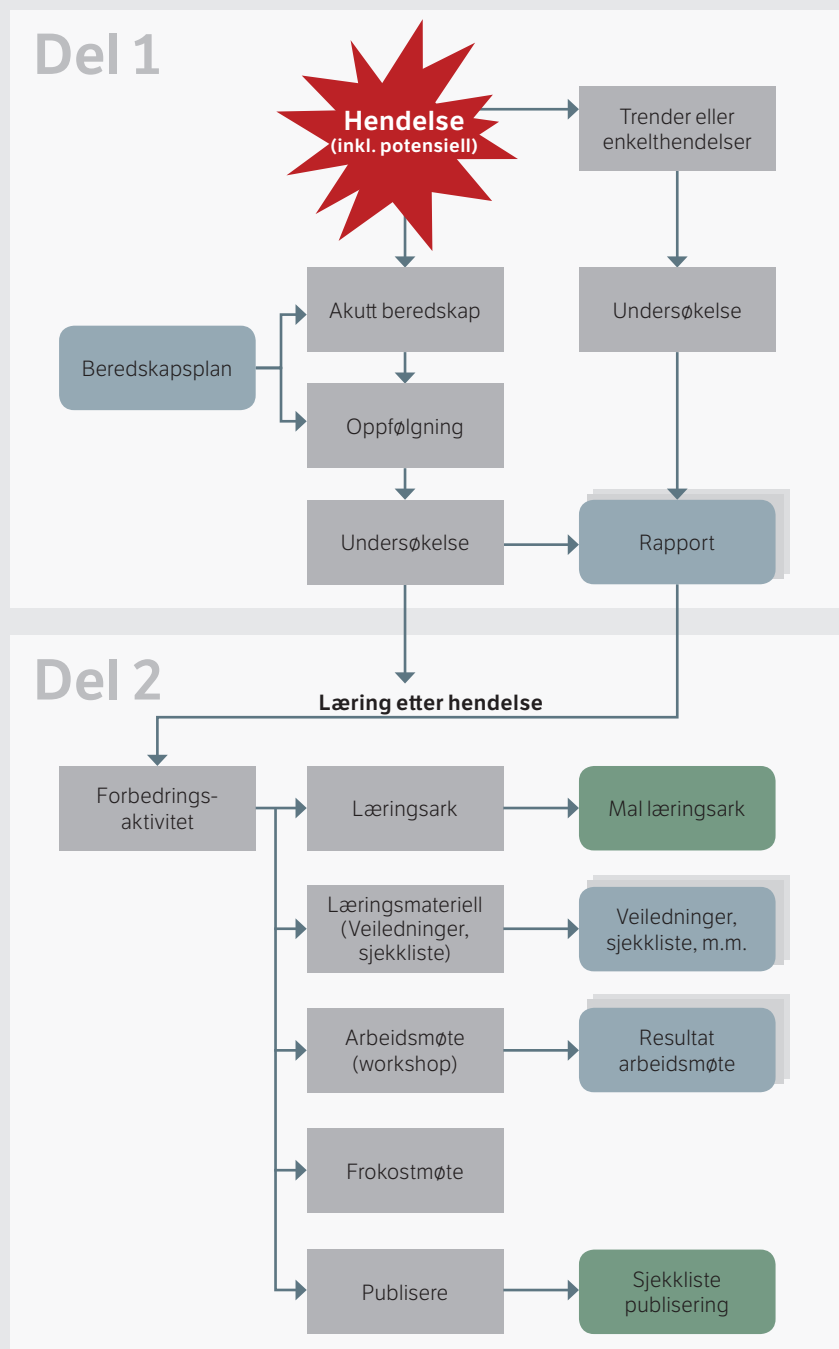 Del 1
Hendelse
(inkl. potensiell)
Trender eller
enkelthendelser
Akutt beredskap
Undersøkelse
Beredskapsplan
Oppfølgning
Undersøkelse
Rapport
Del 2
Læring etter hendelse
Forbedrings-
aktivitet
Læringsark
Mal læringsark
Læringsmateriell
(Veiledninger,
sjekkliste)
Veiledninger,
sjekkliste, m.m.
Arbeidsmøte
(workshop)
Resultat
arbeidsmøte
Frokostmøte
Publisere
Sjekkliste
publisering